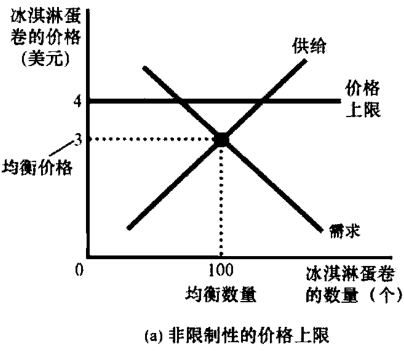 冰淇淋蛋
卷的价格
(美元)
供给
4
价格
上限
3
均衡价格
需求
0
100
均衡数量
冰淇淋蛋卷
的数量（个）
(a) 非限制性的价格上限